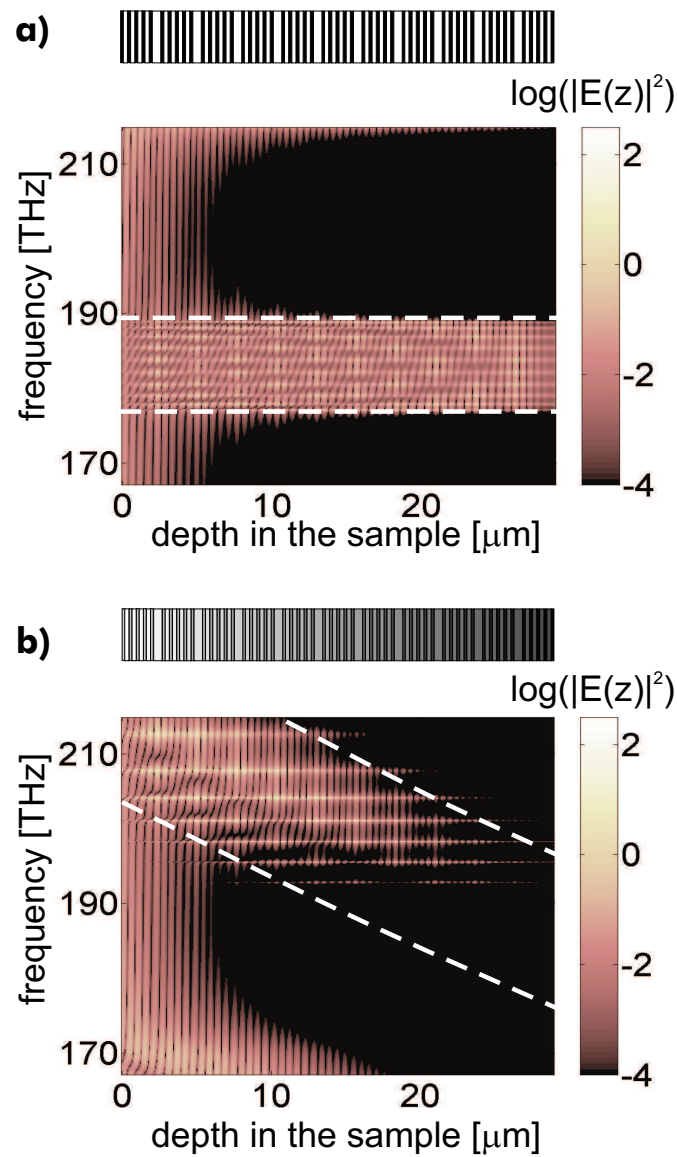 a)
log(|E(z)|²)
frequency [THz]
210
190
170
0
10
20
depth in the sample [μm]
2
0
-2
-4
b)
log(|E(z)|²)
frequency [THz]
210
190
170
0
10
20
depth in the sample [μm]
2
0
-2
-4